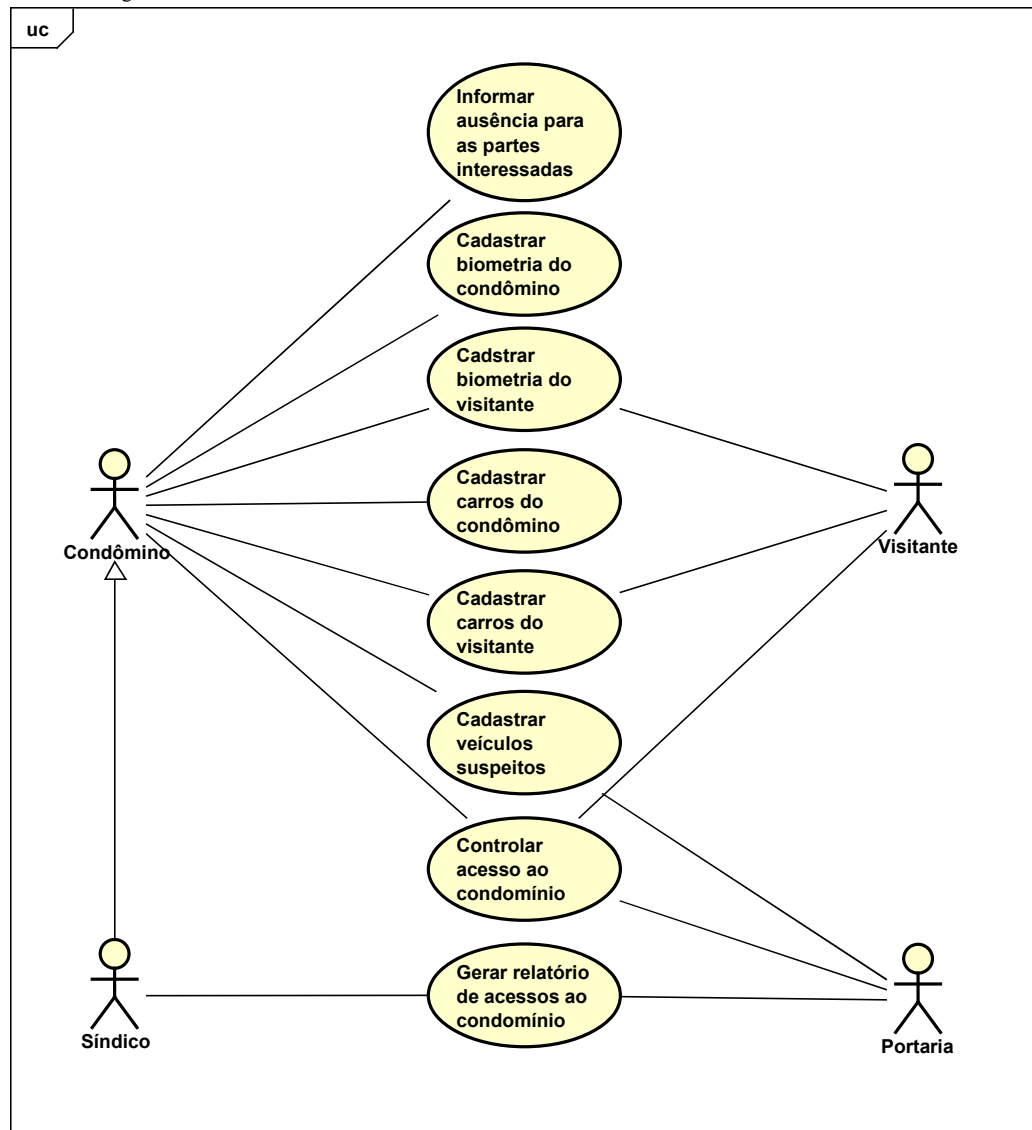 uc
Informar
ausência para
as partes
interessadas
Cadastrar
biometria do
condômino
Cadstrar
biometria do
visitante
Cadastrar
carros do
condômino
Condômino
Visitante
Cadastrar
carros do
visitante
Cadastrar
veículos
suspeitos
Controlar
acesso ao
condomínio
Gerar relatório
de acessos ao
condomínio
Síndico
Portaria